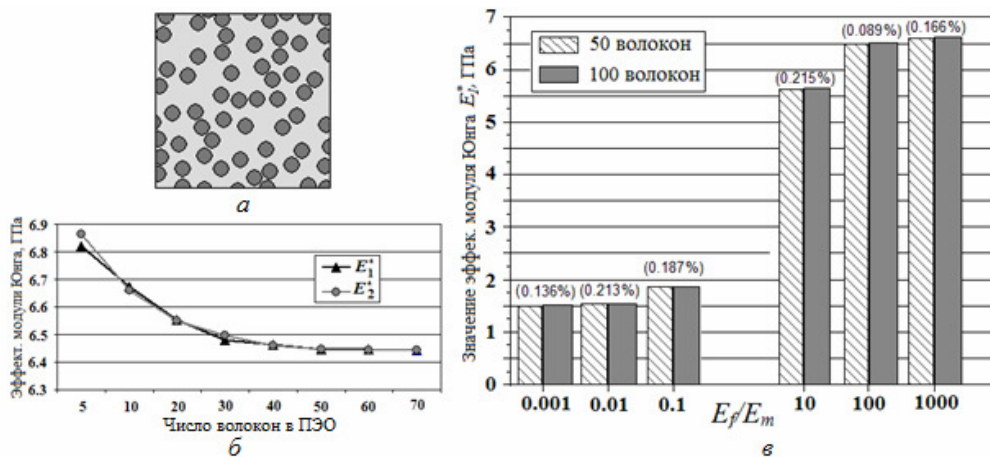 а
Эффект. модули Юнга, ГПа
6.9
6.8
6.7
6.6
6.5
6.4
6.3
E₁*
E₂*
5 10 20 30 40 50 60 70
Число волокон в ПЭО
б
Значение эффек. модуля Юнга E*ⱼ, ГПа
7
6
5
4
3
2
1
0
50 волокон
100 волокон
(0.136%) (0.213%) (0.187%) (0.215%) (0.089%) (0.166%)
0.001 0.01 0.1 10 100 1000
E_f/E_m
в